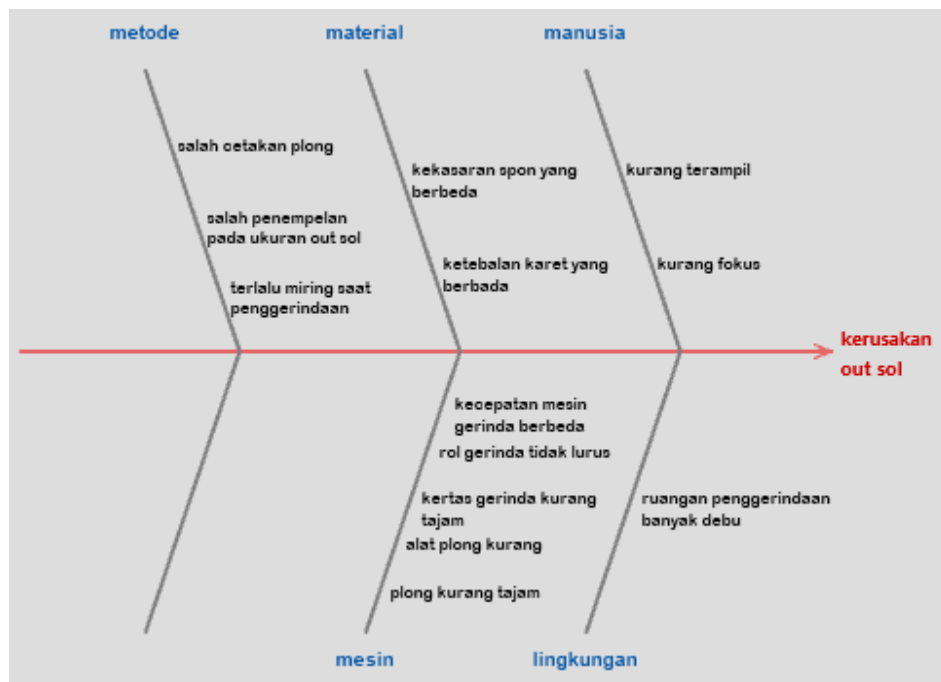 metode
material
manusia
salah cetakan plong
kekasaran spon yang
berbeda
kurang terampil
salah penempelan
pada ukuran out sol
ketebalan karet yang
berbada
kurang fokus
terlalu miring saat
penggerindaan
kerusakan
out sol
kecepatan mesin
gerinda berbeda
rol gerinda tidak lurus
kertas gerinda kurang
tajam
ruangan penggerindaan
banyak debu
alat plong kurang
plong kurang tajam
mesin
lingkungan